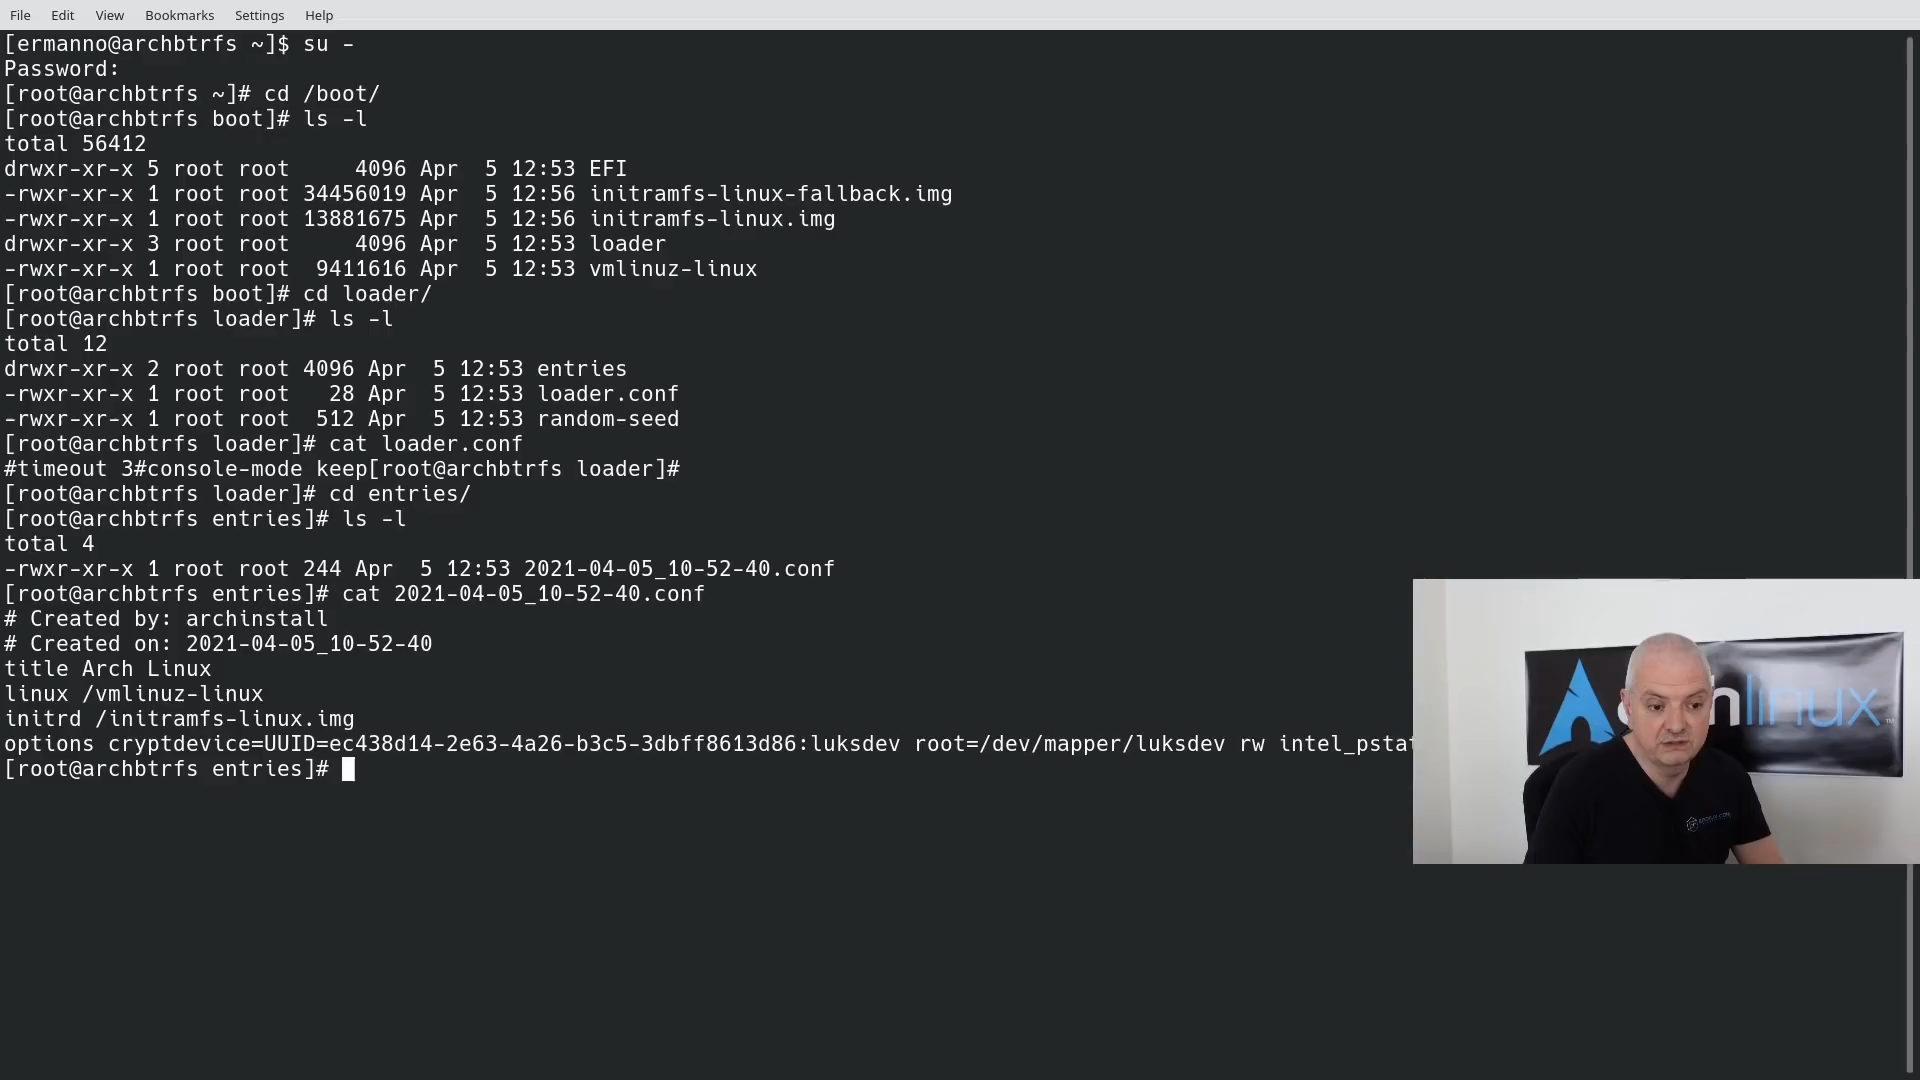 File Edit View Bookmarks Settings Help
[ermanno@archbtrfs ~]$ su -
Password:
[root@archbtrfs ~]# cd /boot/
[root@archbtrfs boot]# ls -l
total 56412
drwxr-xr-x 5 root root     4096 Apr  5 12:53 EFI
-rwxr-xr-x 1 root root 34456019 Apr  5 12:56 initramfs-linux-fallback.img
-rwxr-xr-x 1 root root 13881675 Apr  5 12:56 initramfs-linux.img
drwxr-xr-x 3 root root     4096 Apr  5 12:53 loader
-rwxr-xr-x 1 root root  9411616 Apr  5 12:53 vmlinuz-linux
[root@archbtrfs boot]# cd loader/
[root@archbtrfs loader]# ls -l
total 12
drwxr-xr-x 2 root root 4096 Apr  5 12:53 entries
-rwxr-xr-x 1 root root   28 Apr  5 12:53 loader.conf
-rwxr-xr-x 1 root root  512 Apr  5 12:53 random-seed
[root@archbtrfs loader]# cat loader.conf
#timeout 3#console-mode keep[root@archbtrfs loader]#
[root@archbtrfs loader]# cd entries/
[root@archbtrfs entries]# ls -l
total 4
-rwxr-xr-x 1 root root 244 Apr  5 12:53 2021-04-05_10-52-40.conf
[root@archbtrfs entries]# cat 2021-04-05_10-52-40.conf
# Created by: archinstall
# Created on: 2021-04-05_10-52-40
title Arch Linux
linux /vmlinuz-linux
initrd /initramfs-linux.img
options cryptdevice=UUID=ec438d14-2e63-4a26-b3c5-3dbff8613d86:luksdev root=/dev/mapper/luksdev rw intel_pstat
[root@archbtrfs entries]#
linux